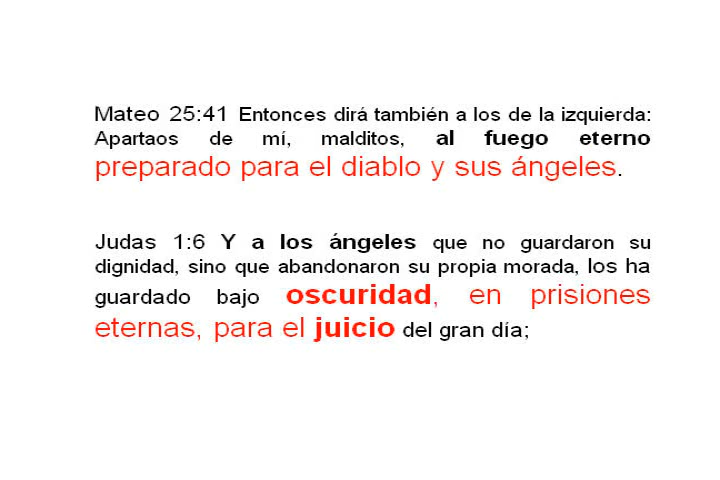 Mateo 25:41 Entonces dirá también a los de la izquierda:
Apartaos de mí, malditos, al fuego eterno
preparado para el diablo y sus ángeles.
Judas 1:6 Y a los ángeles que no guardaron su
dignidad, sino que abandonaron su propia morada, los ha
guardado bajo oscuridad, en prisiones
eternas, para el juicio del gran día;